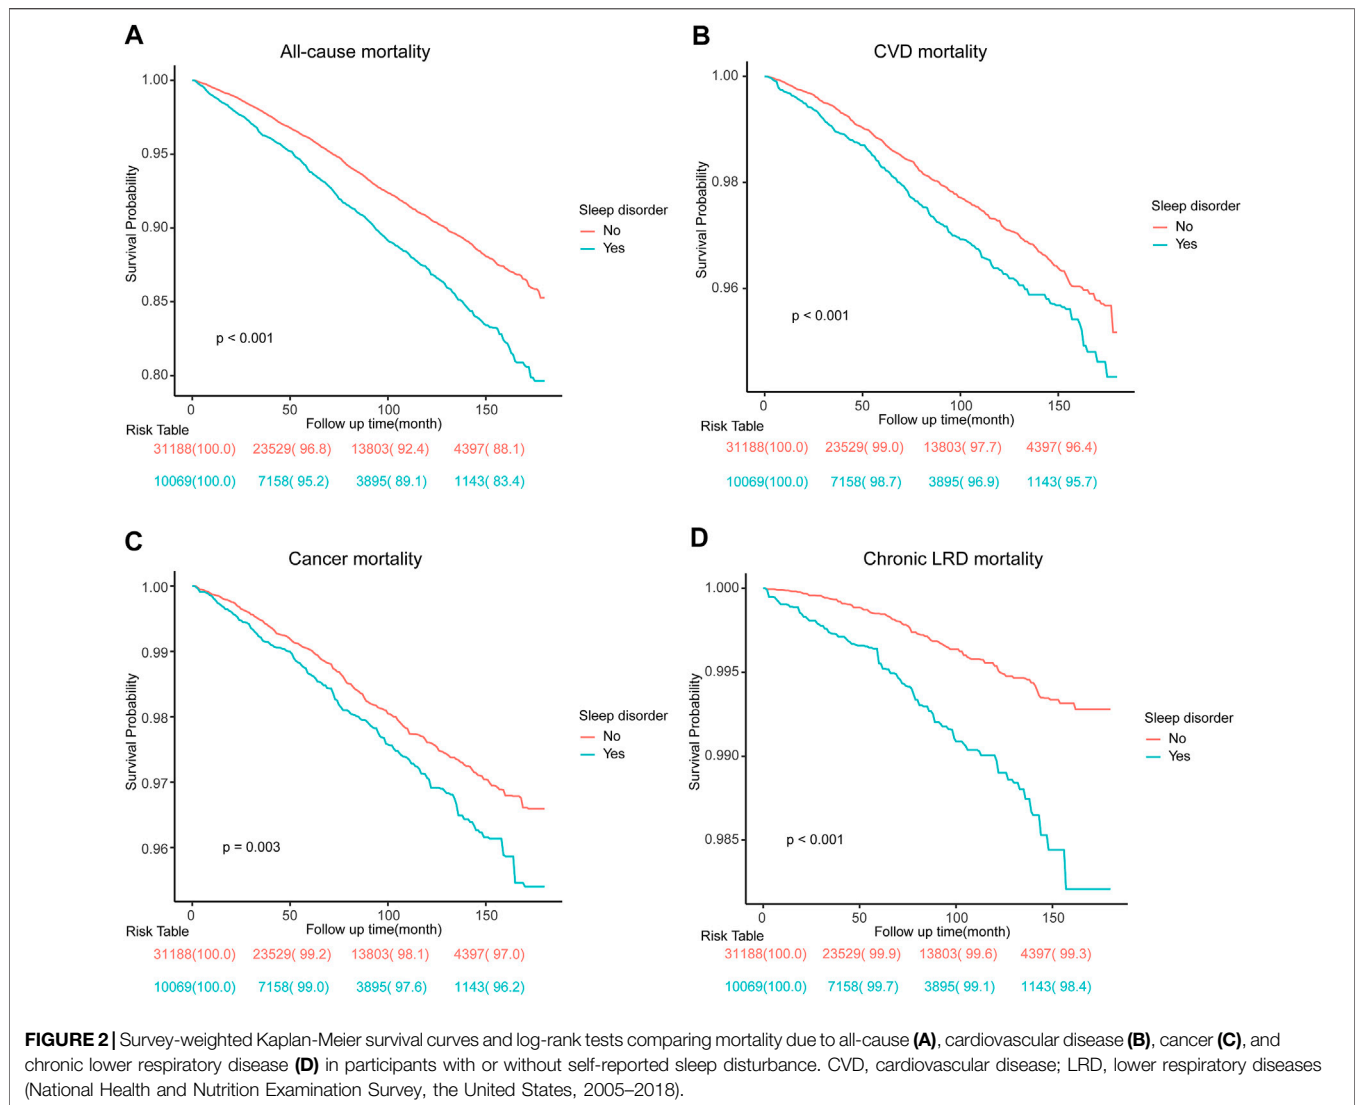 A
All-cause mortality
1.00
0.95
0.90
0.85
0.80
Survival Probability
Sleep disorder
No
Yes
p < 0.001
0 50 100 150
Follow up time(month)
Risk Table
31188(100.0) 23529( 96.8) 13803( 92.4) 4397( 88.1)
10069(100.0) 7158( 95.2) 3895( 89.1) 1143( 83.4)
B
CVD mortality
1.00
0.98
0.96
Survival Probability
Sleep disorder
No
Yes
p < 0.001
0 50 100 150
Follow up time(month)
Risk Table
31188(100.0) 23529( 99.0) 13803( 97.7) 4397( 96.4)
10069(100.0) 7158( 98.7) 3895( 96.9) 1143( 95.7)
C
Cancer mortality
1.00
0.99
0.98
0.97
0.96
Survival Probability
Sleep disorder
No
Yes
p = 0.003
0 50 100 150
Follow up time(month)
Risk Table
31188(100.0) 23529( 99.2) 13803( 98.1) 4397( 97.0)
10069(100.0) 7158( 99.0) 3895( 97.6) 1143( 96.2)
D
Chronic LRD mortality
1.000
0.995
0.990
0.985
Survival Probability
Sleep disorder
No
Yes
p < 0.001
0 50 100 150
Follow up time(month)
Risk Table
31188(100.0) 23529( 99.9) 13803( 99.6) 4397( 99.3)
10069(100.0) 7158( 99.7) 3895( 99.1) 1143( 98.4)
FIGURE 2 | Survey-weighted Kaplan-Meier survival curves and log-rank tests comparing mortality due to all-cause (A), cardiovascular disease (B), cancer (C), and
chronic lower respiratory disease (D) in participants with or without self-reported sleep disturbance. CVD, cardiovascular disease; LRD, lower respiratory diseases
(National Health and Nutrition Examination Survey, the United States, 2005–2018).